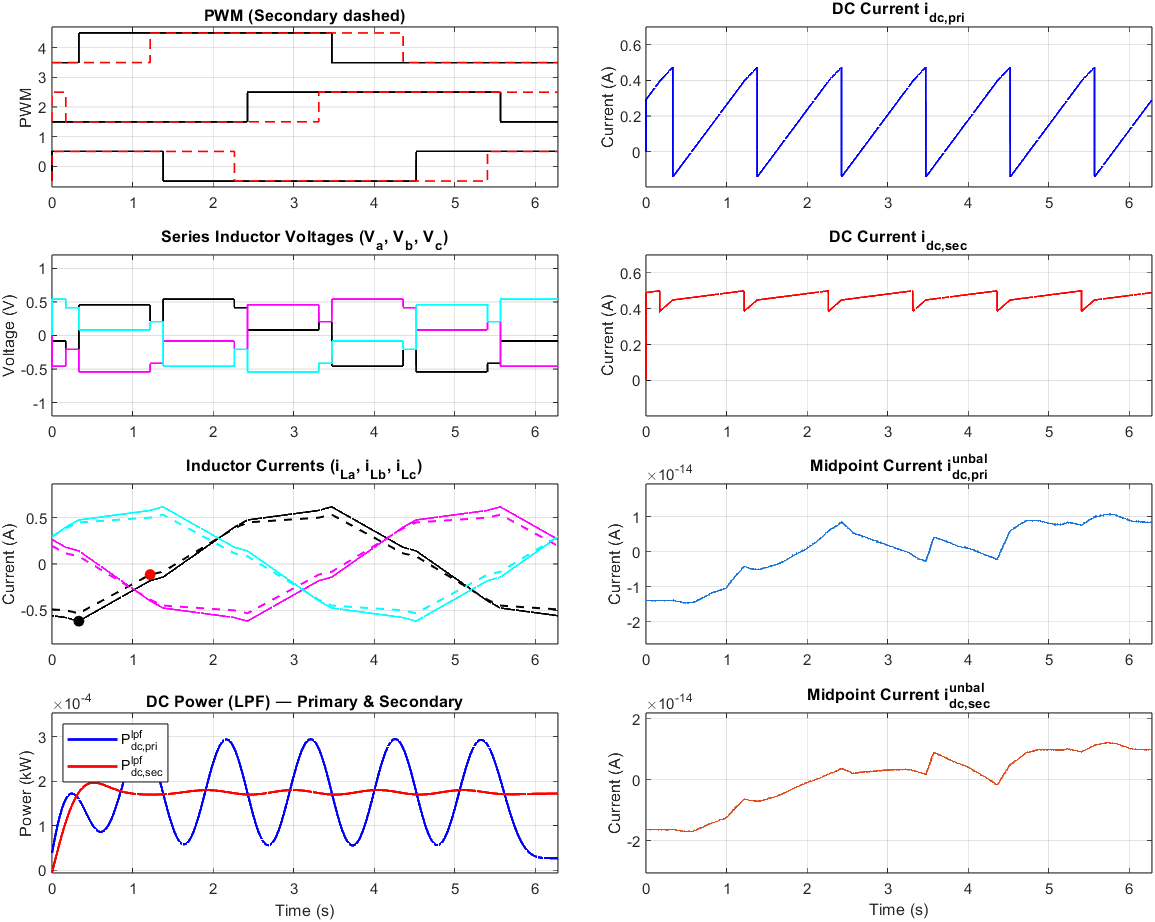 PWM (Secondary dashed)
PWM
4
3
2
1
0
0 1 2 3 4 5 6
DC Current i_dc,pri
Current (A)
0.6
0.4
0.2
0
0 1 2 3 4 5 6
Series Inductor Voltages (V_a, V_b, V_c)
Voltage (V)
1
0.5
0
-0.5
-1
0 1 2 3 4 5 6
DC Current i_dc,sec
Current (A)
0.6
0.4
0.2
0
0 1 2 3 4 5 6
Inductor Currents (i_La, i_Lb, i_Lc)
Current (A)
0.5
0
-0.5
0 1 2 3 4 5 6
Midpoint Current i^unbal_dc,pri
×10^-14
Current (A)
1
0
-1
-2
0 1 2 3 4 5 6
DC Power (LPF) — Primary & Secondary
×10^-4
Power (kW)
3
2
1
0
P^lpf_dc,pri
P^lpf_dc,sec
0 1 2 3 4 5 6
Time (s)
Midpoint Current i^unbal_dc,sec
×10^-14
Current (A)
2
0
-2
0 1 2 3 4 5 6
Time (s)